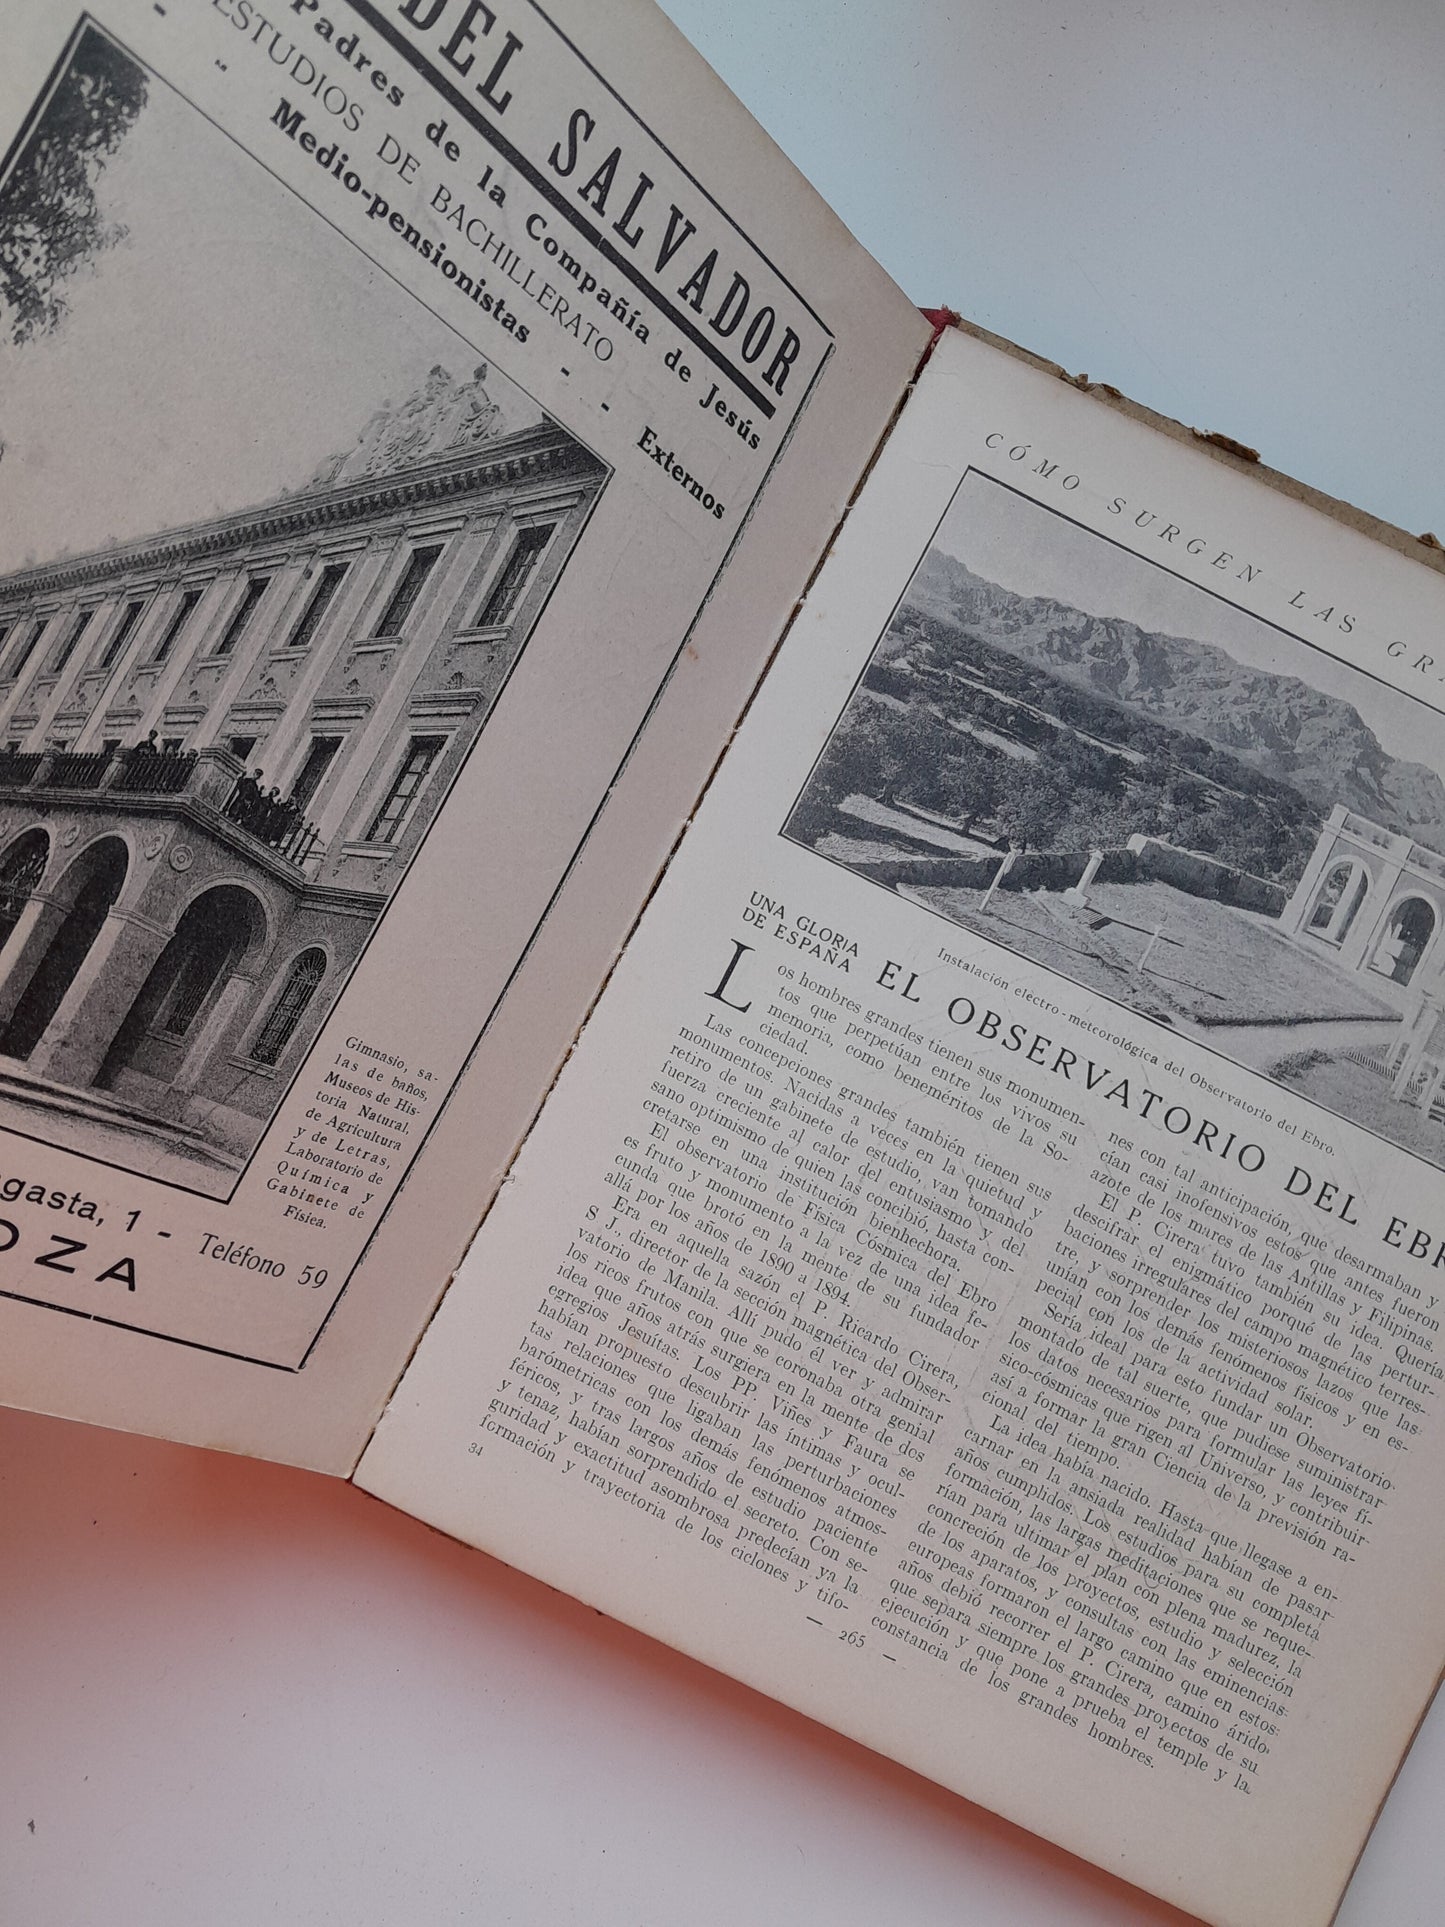 DEL SALVADOR
Padres de la Compañía de Jesús
ESTUDIOS DE BACHILLERATO
Medio-pensionistas - - Externos
Gimnasio, sa-
las de baños,
Museos de His-
toria Natural,
de Agricultura
y de Letras,
Laboratorio de
Química y
Gabinete de
Física.
gasta, 1 - Teléfono 59
OZA
CÓMO SURGEN LAS GRA
Instalación eléctro-meteorológica del Observatorio del Ebro.
UNA GLORIA
DE ESPAÑA
EL OBSERVATORIO DEL EBR
Los hombres grandes tienen sus monumen-
tos que perpetúan entre los vivos su
memoria, como beneméritos de la So-
ciedad.
Las concepciones grandes también tienen sus
monumentos. Nacidas a veces en la quietud y
retiro de un gabinete de estudio, van tomando
fuerza creciente al calor del entusiasmo y del
sano optimismo de quien las concibió, hasta con-
cretarse en una institución bienhechora.
El observatorio de Física Cósmica del Ebro
es fruto y monumento a la vez de una idea fe-
cunda que brotó en la mente de su fundador
allá por los años de 1890 a 1894.
Era en aquella sazón el P. Ricardo Cirera,
S J., director de la sección magnética del Obser-
vatorio de Manila. Allí pudo él ver y admirar
los ricos frutos con que se coronaba otra genial
idea que años atrás surgiera en la mente de dos
egregios Jesuítas. Los PP. Viñes y Faura se
habían propuesto descubrir las íntimas y ocul-
tas relaciones que ligaban las perturbaciones
barométricas con los demás fenómenos atmos-
féricos, y tras largos años de estudio paciente
y tenaz, habían sorprendido el secreto. Con se-
guridad y exactitud asombrosa predecían ya la
formación y trayectoria de los ciclones y tifo-
34
nes con tal anticipación, que desarmaban y
cían casi inofensivos estos que antes fueron
azote de los mares de las Antillas y Filipinas.
El P. Cirera tuvo también su idea. Quería
descifrar el enigmático porqué de las pertur-
baciones irregulares del campo magnético terres-
tre, y sorprender los misteriosos lazos que las
unían con los demás fenómenos físicos y en es-
pecial con los de la actividad solar.
Sería ideal para esto fundar un Observatorio
montado de tal suerte, que pudiese suministrar
los datos necesarios para formular las leyes fí-
sico-cósmicas que rigen al Universo, y contribuir
así a formar la gran Ciencia de la previsión ra-
cional del tiempo.
La idea había nacido. Hasta que llegase a en-
carnar en la ansiada realidad habían de pasar
años cumplidos. Los estudios para su completa
formación, las largas meditaciones que se reque-
rían para ultimar el plan con plena madurez, la
concreción de los proyectos, estudio y selección
de los aparatos, y consultas con las eminencias
europeas formaron el largo camino que en estos
años debió recorrer el P. Cirera, camino árido
que separa siempre los grandes proyectos de su
ejecución y que pone a prueba el temple y la
constancia de los grandes hombres.
— 265 —